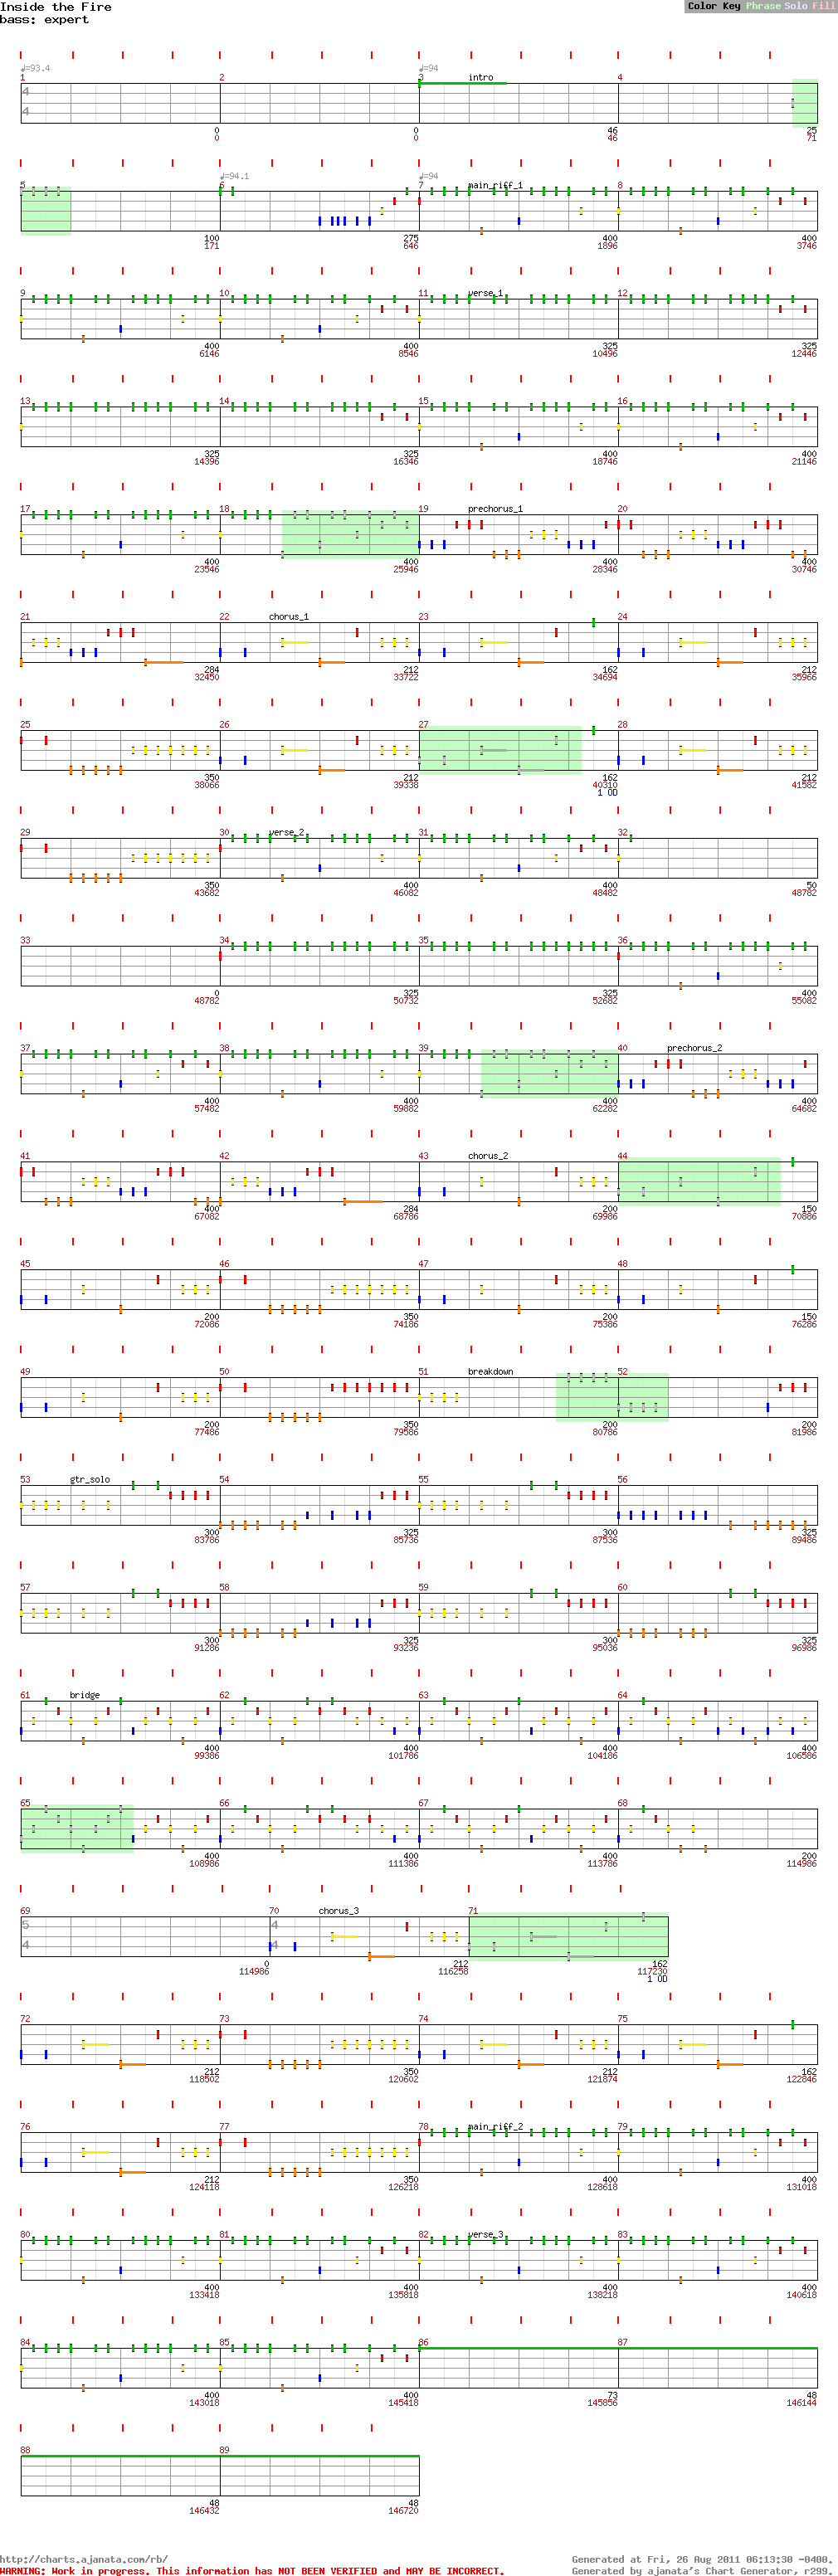 Inside the Fire
bass: expert
Color Key Phrase Solo Fill
♩=93.4 ♩=94
1 2 3 intro 4
4
4
0 0 46 25
0 0 46 71
♩=94.1 ♩=94
5 6 7 main_riff_1 8
100 275 400 400
171 646 1896 3746
9 10 11 verse_1 12
400 400 325 325
6146 8546 10496 12446
13 14 15 16
325 325 400 400
14396 16346 18746 21146
17 18 19 prechorus_1 20
400 400 400 400
23546 25946 28346 30746
21 22 chorus_1 23 24
284 212 162 212
32450 33722 34694 35966
25 26 27 28
350 212 162 212
38066 39338 40310 41582
1 OD
29 30 verse_2 31 32
350 400 400 50
43682 46082 48482 48782
33 34 35 36
0 325 325 400
48782 50732 52682 55082
37 38 39 40 prechorus_2
400 400 400 400
57482 59882 62282 64682
41 42 43 chorus_2 44
400 284 200 150
67082 68786 69986 70886
45 46 47 48
200 350 200 150
72086 74186 75386 76286
49 50 51 breakdown 52
200 350 200 200
77486 79586 80786 81986
53 gtr_solo 54 55 56
300 325 300 325
83786 85736 87536 89486
57 58 59 60
300 325 300 325
91286 93236 95036 96986
61 bridge 62 63 64
400 400 400 400
99386 101786 104186 106586
65 66 67 68
400 400 400 200
108986 111386 113786 114986
69 70 chorus_3 71
5 4
4 4
0 212 162
114986 116258 117230
1 OD
72 73 74 75
212 350 212 162
118502 120602 121874 122846
76 77 78 main_riff_2 79
212 350 400 400
124118 126218 128618 131018
80 81 82 verse_3 83
400 400 400 400
133418 135818 138218 140618
84 85 86 87
400 400 73 48
143018 145418 145856 146144
88 89
48 48
146432 146720
http://charts.ajanata.com/rb/ Generated at Fri, 26 Aug 2011 06:13:30 -0400.
WARNING: Work in progress. This information has NOT BEEN VERIFIED and MAY BE INCORRECT. Generated by ajanata's Chart Generator, r299.